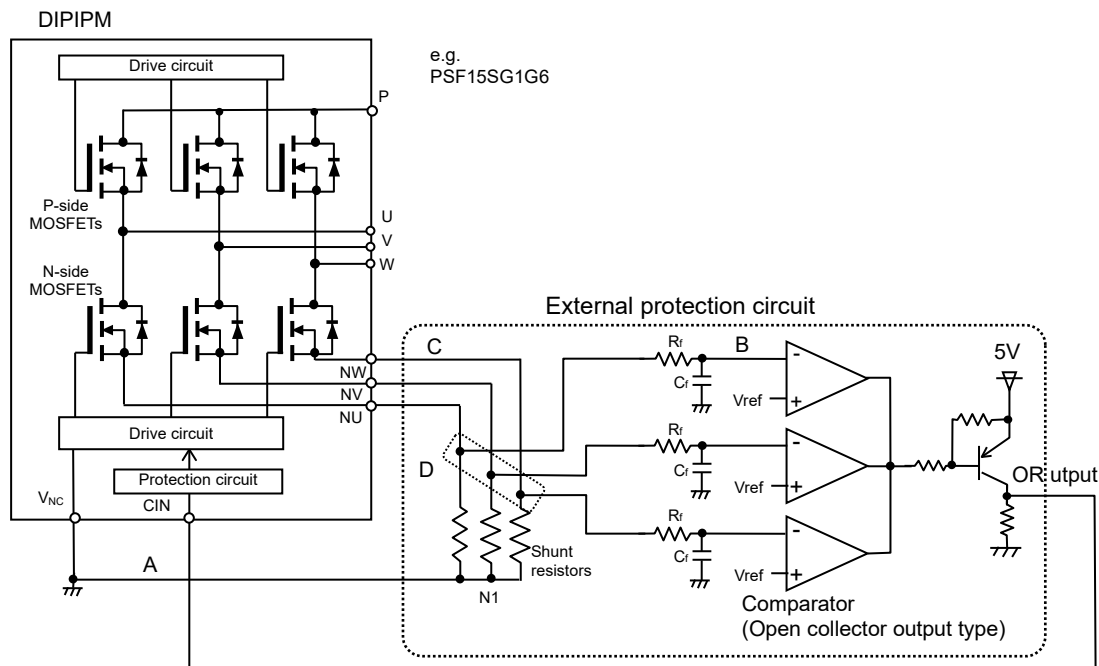 DIPIPM
e.g.
PSF15SG1G6
Drive circuit
P
P-side
MOSFETs
U
V
W
N-side
MOSFETs
External protection circuit
C
NW
NV
NU
Rf
B
Cf
Vref
-
+
5V
Drive circuit
Protection circuit
VNC
CIN
D
Rf
Cf
Vref
-
+
OR utput
A
Shunt
resistors
N1
Rf
Cf
Vref
-
+
Comparator
(Open collector output type)